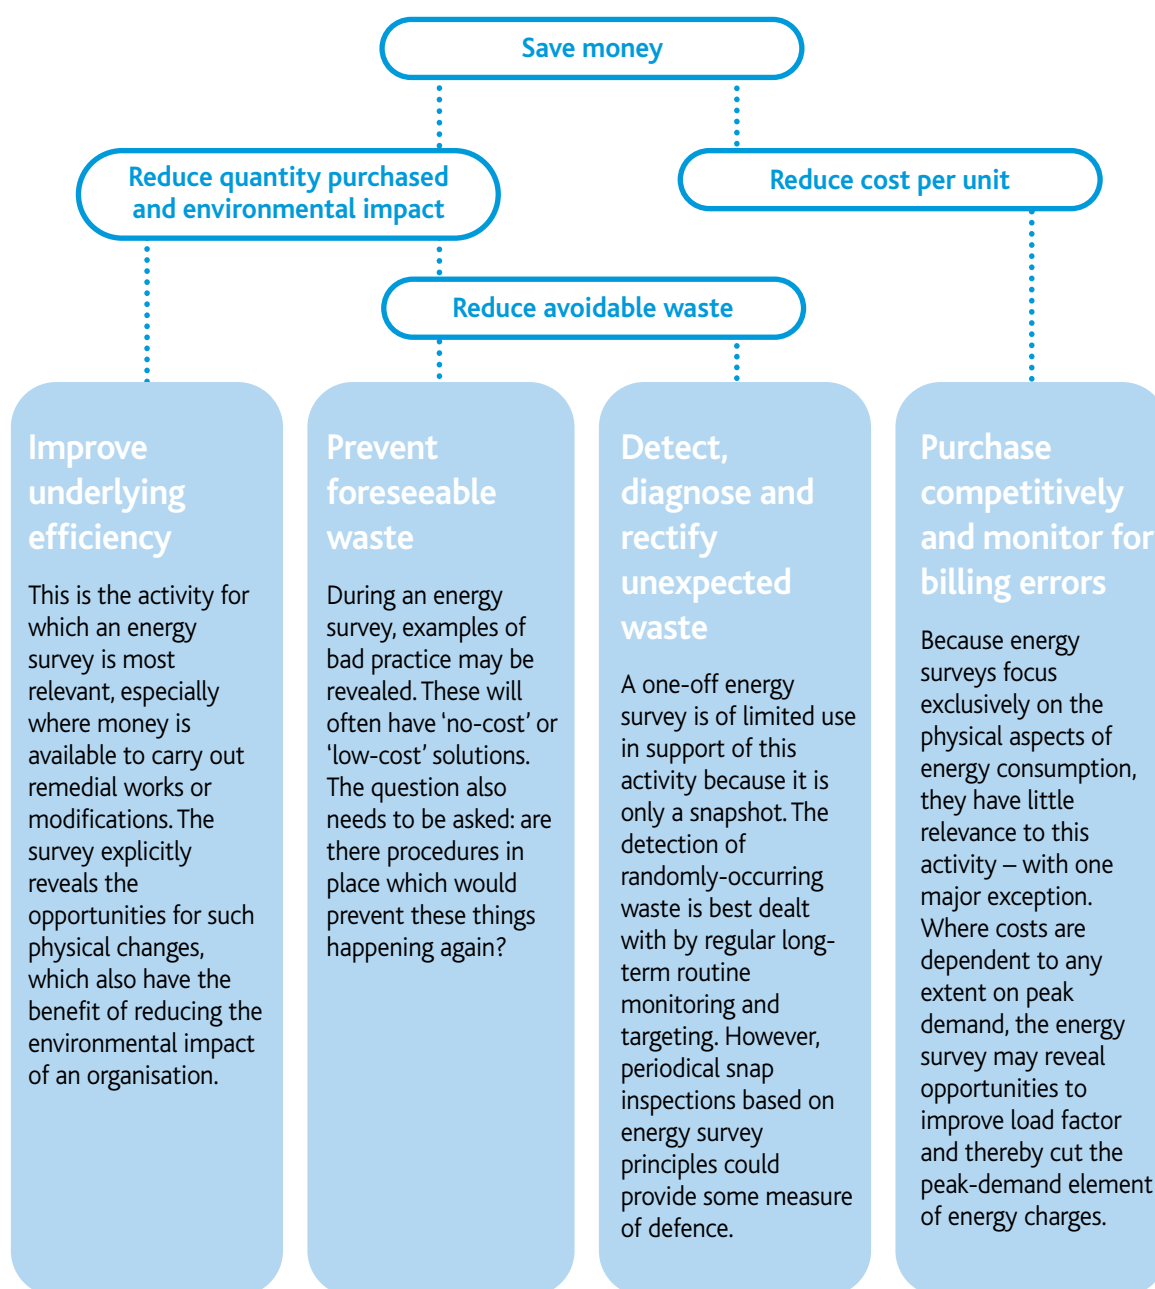 Save money
Reduce quantity purchased
and environmental impact
Reduce cost per unit
Reduce avoidable waste
Improve
underlying
efficiency
This is the activity for
which an energy
survey is most
relevant, especially
where money is
available to carry out
remedial works or
modifications. The
survey explicitly
reveals the
opportunities for such
physical changes,
which also have the
benefit of reducing the
environmental impact
of an organisation.
Prevent
foreseeable
waste
During an energy
survey, examples of
bad practice may be
revealed. These will
often have ‘no-cost’ or
‘low-cost’ solutions.
The question also
needs to be asked: are
there procedures in
place which would
prevent these things
happening again?
Detect,
diagnose and
rectify
unexpected
waste
A one-off energy
survey is of limited use
in support of this
activity because it is
only a snapshot. The
detection of
randomly-occurring
waste is best dealt
with by regular long-
term routine
monitoring and
targeting. However,
periodical snap
inspections based on
energy survey
principles could
provide some measure
of defence.
Purchase
competitively
and monitor for
billing errors
Because energy
surveys focus
exclusively on the
physical aspects of
energy consumption,
they have little
relevance to this
activity – with one
major exception.
Where costs are
dependent to any
extent on peak
demand, the energy
survey may reveal
opportunities to
improve load factor
and thereby cut the
peak-demand element
of energy charges.